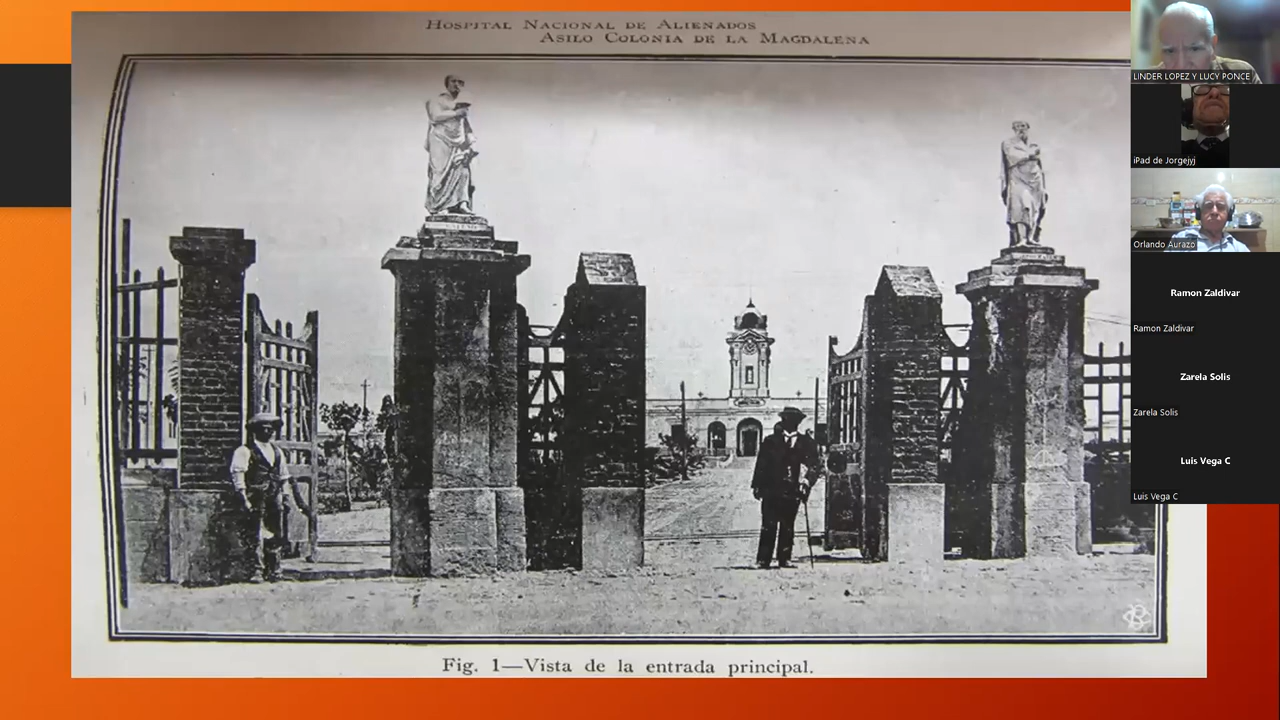 HOSPITAL NACIONAL DE ALIENADOS
ASILO COLONIA DE LA MAGDALENA
Fig. 1—Vista de la entrada principal.
LINDER LOPEZ Y LUCY PONCE
iPad de Jorgejyj
Orlando Aurazo
Ramon Zaldivar
Ramon Zaldivar
Zarela Solis
Zarela Solis
Luis Vega C
Luis Vega C